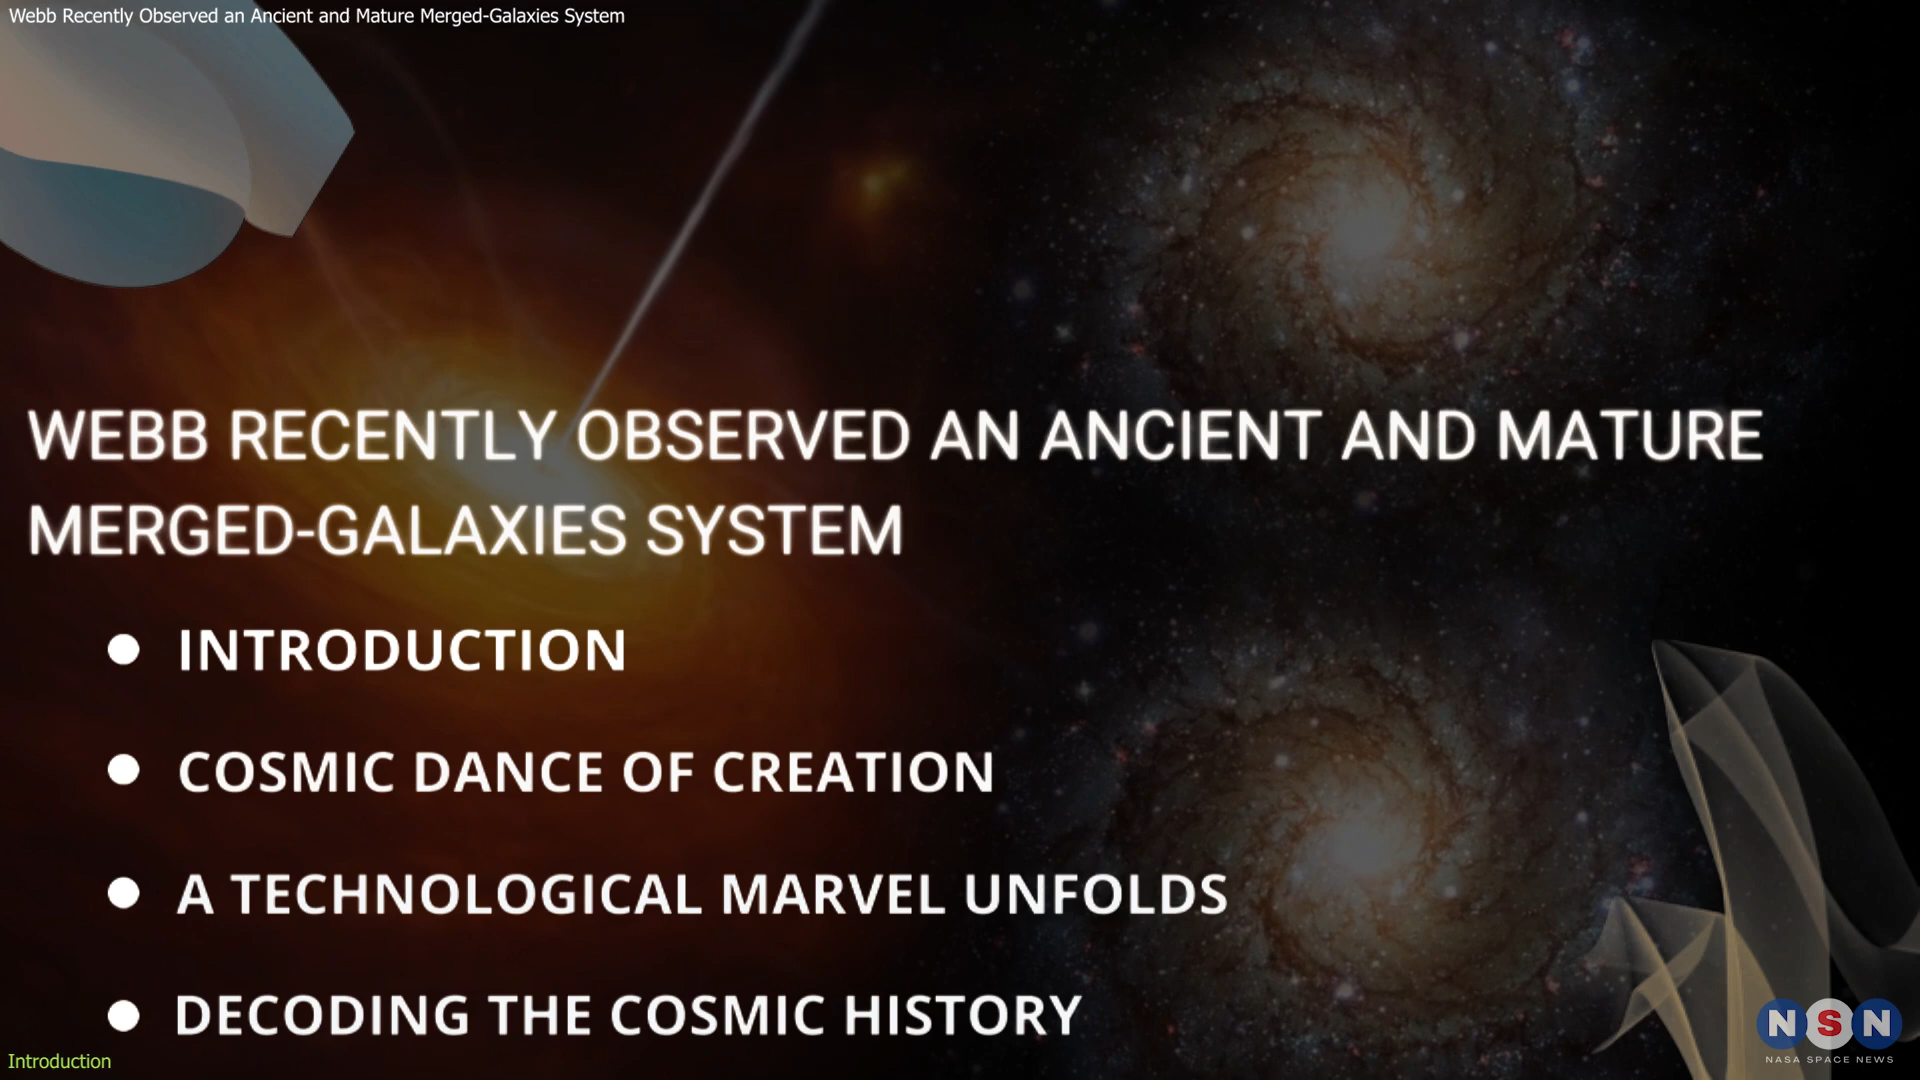 Webb Recently Observed an Ancient and Mature Merged-Galaxies System
WEBB RECENTLY OBSERVED AN ANCIENT AND MATURE
MERGED-GALAXIES SYSTEM
● INTRODUCTION
● COSMIC DANCE OF CREATION
● A TECHNOLOGICAL MARVEL UNFOLDS
● DECODING THE COSMIC HISTORY
Introduction
NSN
NASA SPACE NEWS